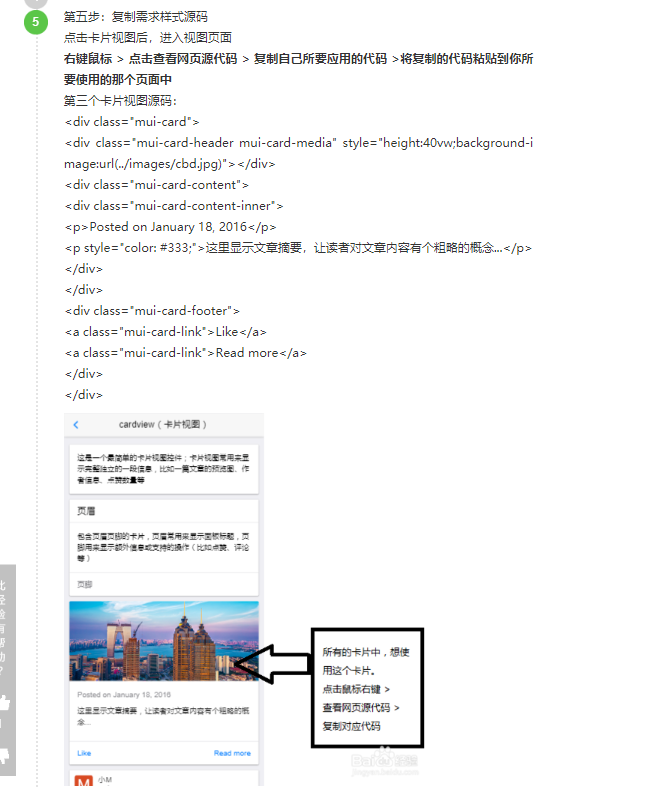 5
第五步：复制需求样式源码
点击卡片视图后，进入视图页面
右键鼠标 > 点击查看网页源代码 > 复制自己所要应用的代码 >将复制的代码粘贴到你所
要使用的那个页面中
第三个卡片视图源码：
<div class="mui-card">
<div class="mui-card-header mui-card-media" style="height:40vw;background-i
mage:url(../images/cbd.jpg)"></div>
<div class="mui-card-content">
<div class="mui-card-content-inner">
<p>Posted on January 18, 2016</p>
<p style="color: #333;">这里显示文章摘要，让读者对文章内容有个粗略的概念...</p>
</div>
</div>
<div class="mui-card-footer">
<a class="mui-card-link">Like</a>
<a class="mui-card-link">Read more</a>
</div>
</div>
cardview（卡片视图）
这是一个最简单的卡片视图控件；卡片视图常用来显
示完整独立的一段信息，比如一篇文章的预览图、作
者信息、点赞数量等
页眉
包含页眉页脚的卡片，页眉常用来显示面板标题，页
脚用来显示额外信息或支持的操作（比如点赞、评论
等）
页脚
Posted on January 18, 2016
这里显示文章摘要，让读者对文章内容有个粗略的概
念...
Like
Read more
小M
所有的卡片中，想使
用这个卡片。
点击鼠标右键 >
查看网页源代码 >
复制对应代码
Baidu经验
jingyan.baidu.com
此
经
验
有
帮
助
?